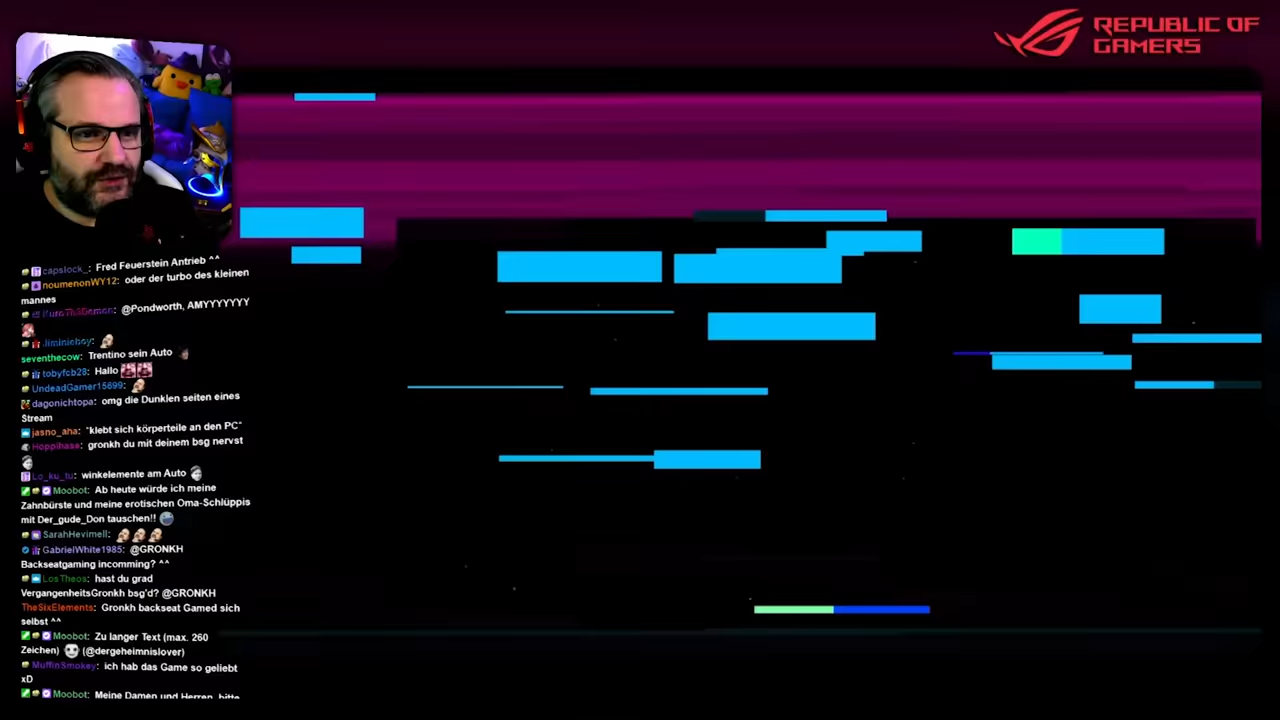 REPUBLIC OF
GAMERS
capslock_: Fred Feuerstein Antrieb ^^
noumenonWY12: oder der turbo des kleinen
mannes
@Pondworth, AMYYYYYYY
Jiminieboy:
seventhecow: Trentino sein Auto
tobyfcb28: Hallo
UndeadGamer15699:
dagonichtopa: omg die Dunklen seiten eines
Stream
jasno_aha: *klebt sich körperteile an den PC*
Hoppihase: gronkh du mit deinem bsg nervst
Lo_ku_tu: winkelemente am Auto
Moobot: Ab heute würde ich meine
Zahnbürste und meine erotischen Oma-Schlüppis
mit Der_gude_Don tauschen!!
SarahHevimell:
GabrielWhite1985: @GRONKH
Backseatgaming incomming? ^^
LosTheos: hast du grad
VergangenheitsGronkh bsg'd? @GRONKH
TheSixElements: Gronkh backseat Gamed sich
selbst ^^
Moobot: Zu langer Text (max. 260
Zeichen) (@dergeheimnislover)
MuffinSmokey: ich hab das Game so geliebt
xD
Moobot: Meine Damen und Herren, bitte